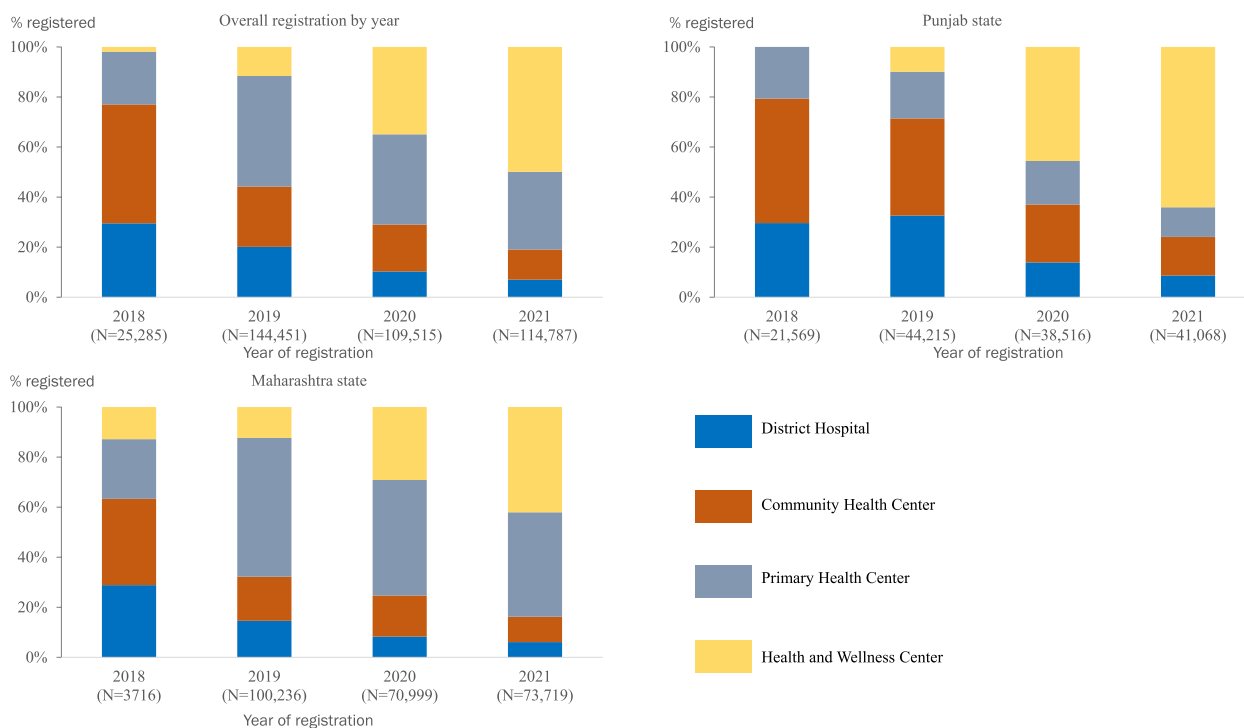 % registered
Overall registration by year
100%
80%
60%
40%
20%
0%
2018
(N=25,285)
2019
(N=144,451)
2020
(N=109,515)
2021
(N=114,787)
Year of registration
% registered
Punjab state
100%
80%
60%
40%
20%
0%
2018
(N=21,569)
2019
(N=44,215)
2020
(N=38,516)
2021
(N=41,068)
Year of registration
% registered
Maharashtra state
100%
80%
60%
40%
20%
0%
2018
(N=3716)
2019
(N=100,236)
2020
(N=70,999)
2021
(N=73,719)
Year of registration
District Hospital
Community Health Center
Primary Health Center
Health and Wellness Center